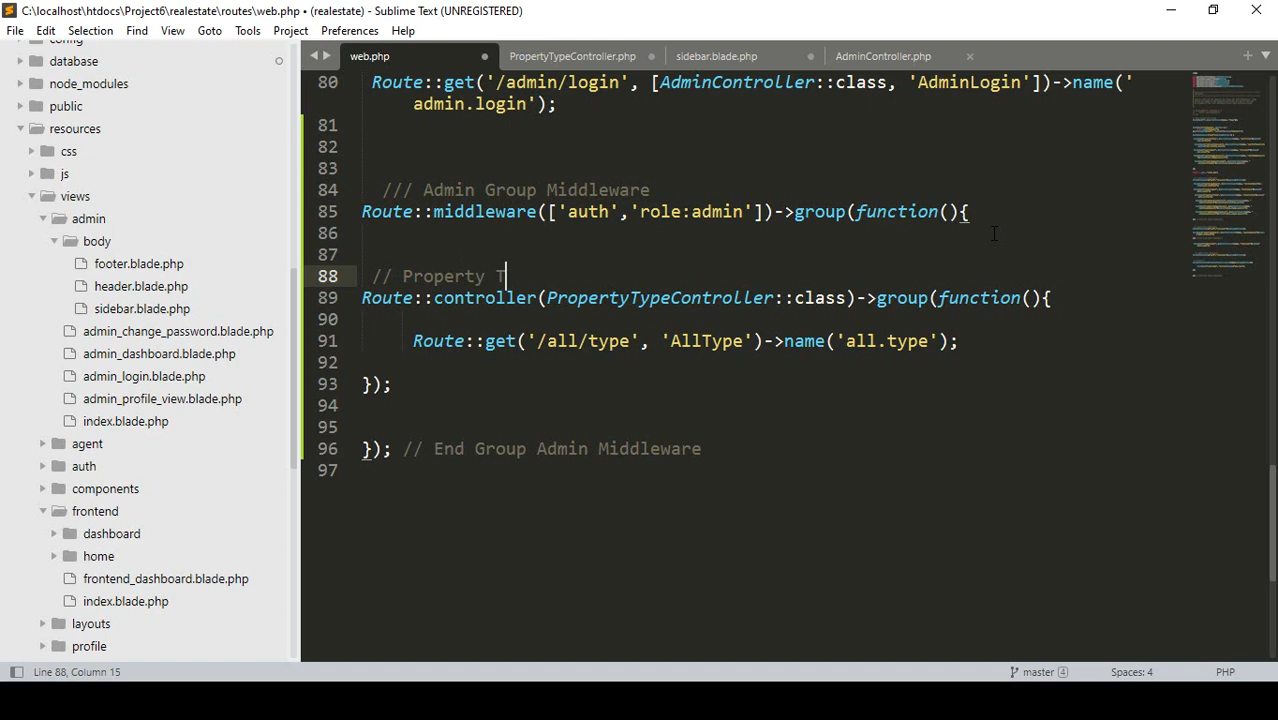 C:\localhost\htdocs\Project6\realestate\routes\web.php • (realestate) - Sublime Text (UNREGISTERED)
File Edit Selection Find View Goto Tools Project Preferences Help
database
node_modules
public
resources
css
js
views
admin
body
footer.blade.php
header.blade.php
sidebar.blade.php
admin_change_password.blade.php
admin_dashboard.blade.php
admin_login.blade.php
admin_profile_view.blade.php
index.blade.php
agent
auth
components
frontend
dashboard
home
frontend_dashboard.blade.php
index.blade.php
layouts
profile
web.php PropertyTypeController.php sidebar.blade.php AdminController.php
80 Route::get('/admin/login', [AdminController::class, 'AdminLogin'])->name('
admin.login');
81
82
83
84 /// Admin Group Middleware
85 Route::middleware(['auth','role:admin'])->group(function(){
86
87
88 // Property T
89 Route::controller(PropertyTypeController::class)->group(function(){
90
91 Route::get('/all/type', 'AllType')->name('all.type');
92
93 });
94
95
96 }); // End Group Admin Middleware
97
Line 88, Column 15 master 4 Spaces: 4 PHP